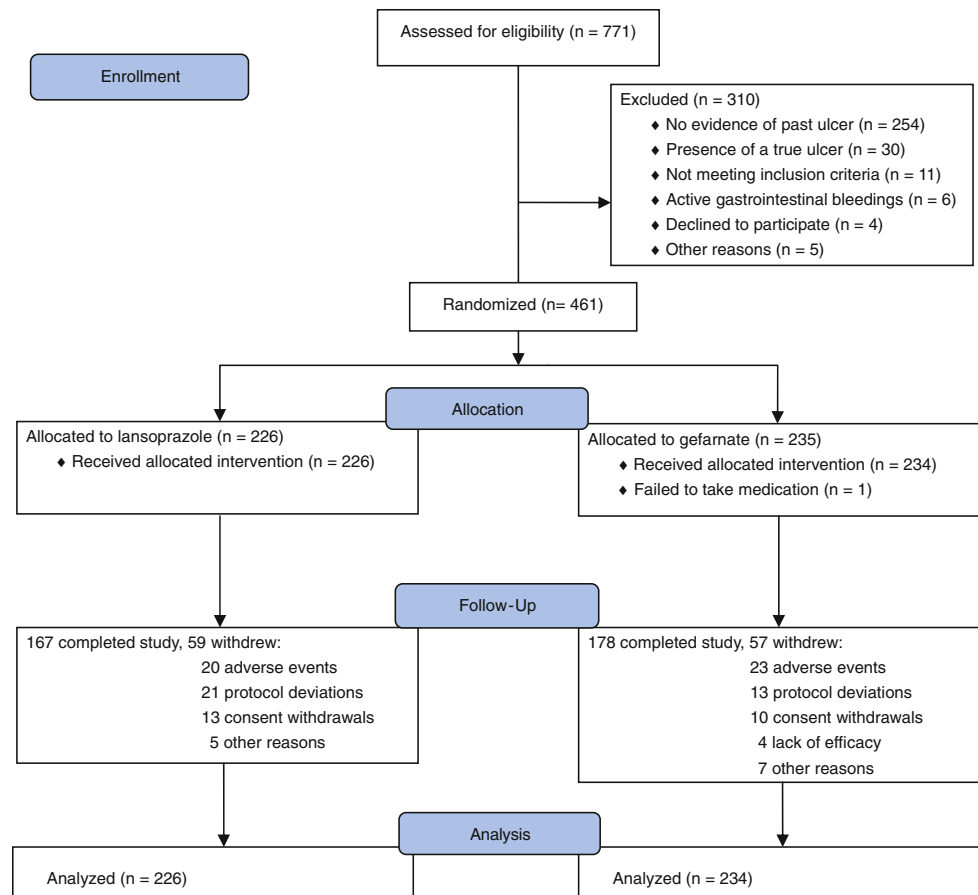 Assessed for eligibility (n = 771)
Enrollment
Excluded (n = 310)
♦ No evidence of past ulcer (n = 254)
♦ Presence of a true ulcer (n = 30)
♦ Not meeting inclusion criteria (n = 11)
♦ Active gastrointestinal bleedings (n = 6)
♦ Declined to participate (n = 4)
♦ Other reasons (n = 5)
Randomized (n= 461)
Allocation
Allocated to lansoprazole (n = 226)
♦ Received allocated intervention (n = 226)
Allocated to gefarnate (n = 235)
♦ Received allocated intervention (n = 234)
♦ Failed to take medication (n = 1)
Follow-Up
167 completed study, 59 withdrew:
20 adverse events
21 protocol deviations
13 consent withdrawals
5 other reasons
178 completed study, 57 withdrew:
23 adverse events
13 protocol deviations
10 consent withdrawals
4 lack of efficacy
7 other reasons
Analysis
Analyzed (n = 226)
Analyzed (n = 234)